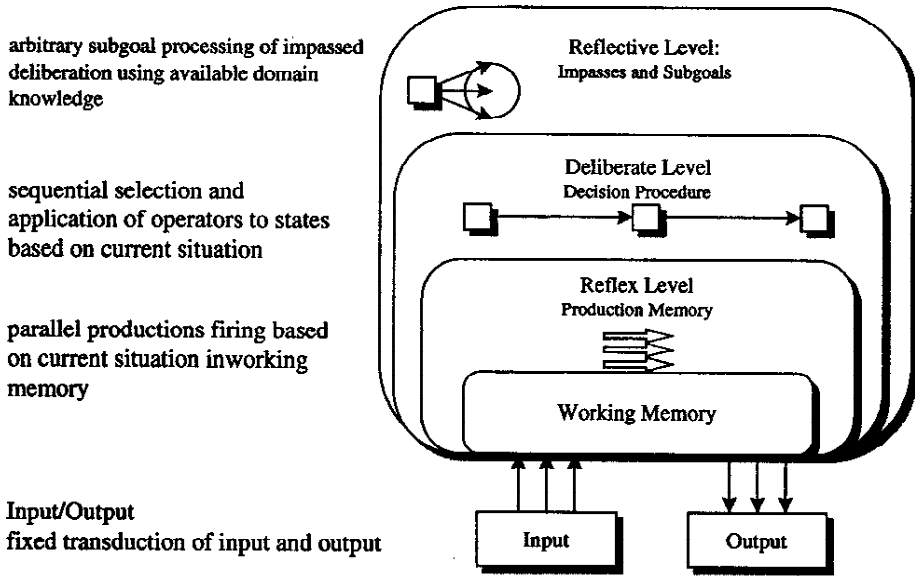 arbitrary subgoal processing of impassed
deliberation using available domain
knowledge
Reflective Level:
Impasses and Subgoals
sequential selection and
application of operators to states
based on current situation
Deliberate Level
Decision Procedure
parallel productions firing based
on current situation inworking
memory
Reflex Level
Production Memory
Working Memory
Input/Output
fixed transduction of input and output
Input
Output